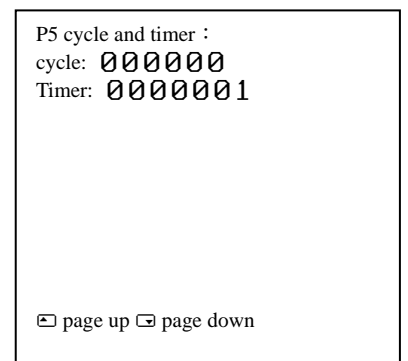 P5 cycle and timer：
cycle: 000000
Timer: 0000001
page up page down